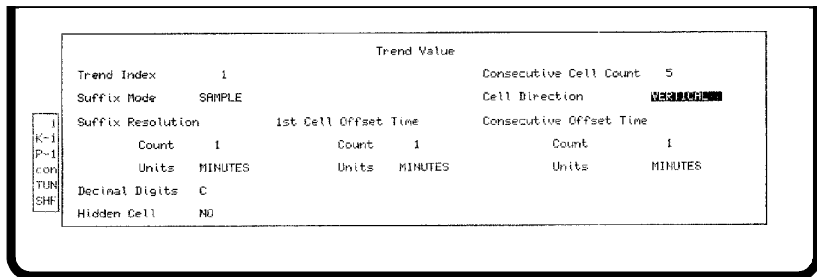 Trend Value
Trend Index 1 Consecutive Cell Count 5
Suffix Mode SAMPLE Cell Direction VERTICAL
Suffix Resolution 1st Cell Offset Time Consecutive Offset Time
Count 1 Count 1 Count 1
Units MINUTES Units MINUTES Units MINUTES
Decimal Digits C
Hidden Cell NO
K-1
P-1
con
TUN
SHF